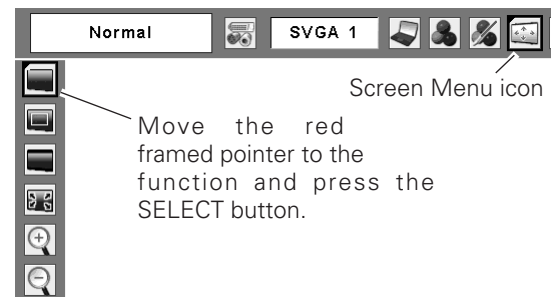 Normal SVGA 1
Screen Menu icon
Move the red
framed pointer to the
function and press the
SELECT button.